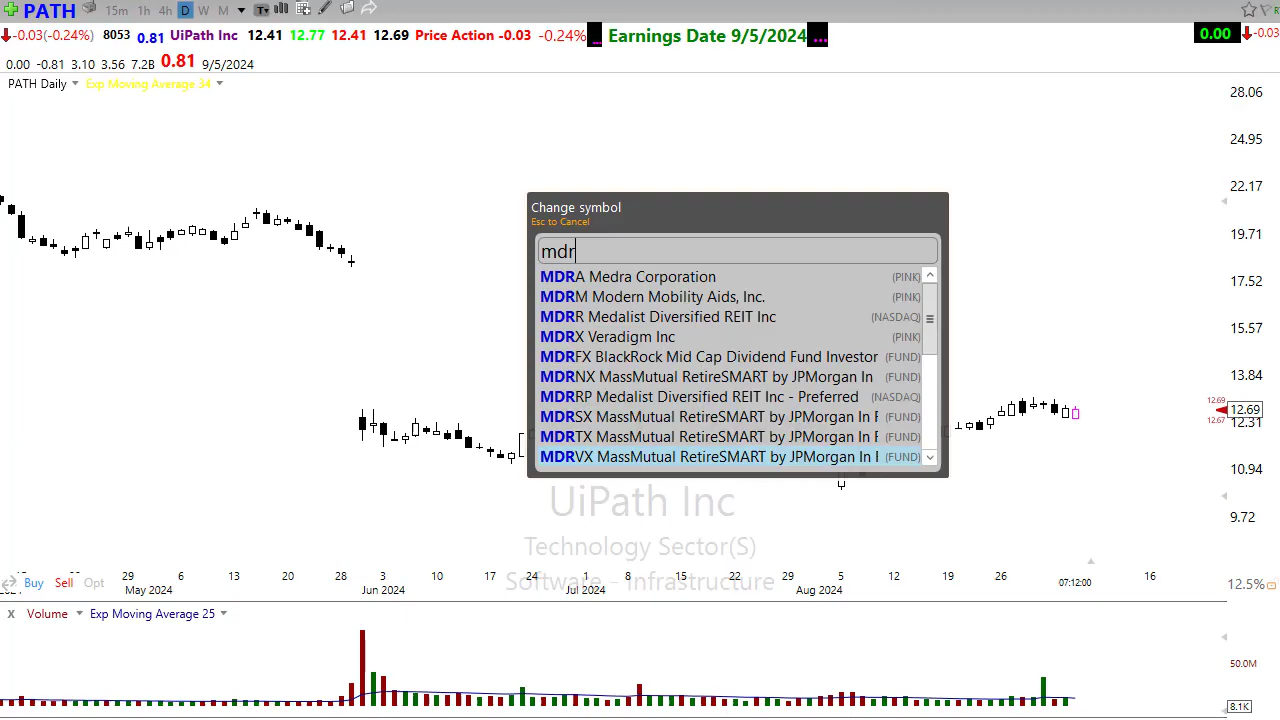 PATH 15m 1h 4h D W M
-0.03(-0.24%) 8053 0.81 UiPath Inc 12.41 12.77 12.41 12.69 Price Action -0.03 -0.24% ... Earnings Date 9/5/2024 ... 0.00 -0.03
0.00 -0.81 3.10 3.56 7.2B 0.81 9/5/2024
PATH Daily Exp Moving Average 34
28.06
24.95
22.17
19.71
17.52
15.57
13.84
12.69
12.69
12.67
12.31
10.94
9.72
Change symbol
Esc to Cancel
mdr
MDRA Medra Corporation (PINK)
MDRM Modern Mobility Aids, Inc. (PINK)
MDRR Medalist Diversified REIT Inc (NASDAQ)
MDRX Veradigm Inc (PINK)
MDRFX BlackRock Mid Cap Dividend Fund Investor (FUND)
MDRNX MassMutual RetireSMART by JPMorgan In (FUND)
MDRRP Medalist Diversified REIT Inc - Preferred (NASDAQ)
MDRSX MassMutual RetireSMART by JPMorgan In F (FUND)
MDRTX MassMutual RetireSMART by JPMorgan In F (FUND)
MDRVX MassMutual RetireSMART by JPMorgan In (FUND)
UiPath Inc
Technology Sector(S)
Software - Infrastructure
29 6 13 20 28 3 10 17 24 1 8 15 22 29 5 12 19 26 07:12:00 16
Buy Sell Opt
May 2024 Jun 2024 Jul 2024 Aug 2024
12.5%
X Volume Exp Moving Average 25
50.0M
8.1K